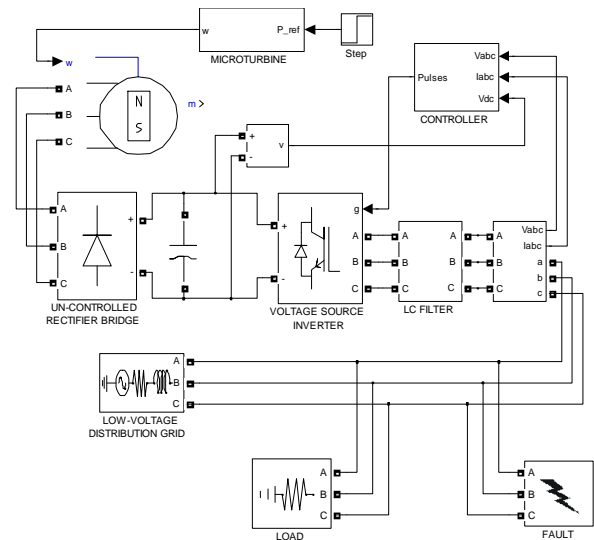 w
P_ref
MICROTURBINE
Step
w
A
B
C
N
S
m >
Pulses
Vabc
Iabc
Vdc
CONTROLLER
+
-
v
A
B
C
+
-
UN-CONTROLLED
RECTIFIER BRIDGE
+
-
g
A
B
C
VOLTAGE SOURCE
INVERTER
A
B
C
A
B
C
LC FILTER
A
B
C
Vabc
Iabc
a
b
c
A
B
C
LOW-VOLTAGE
DISTRIBUTION GRID
A
B
C
LOAD
A
B
C
FAULT